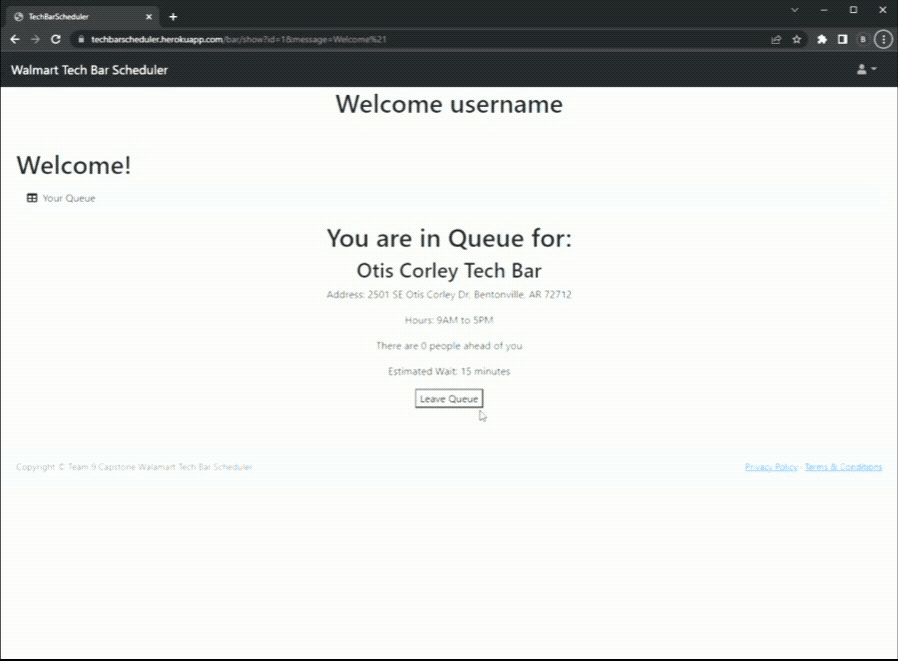 TechBarScheduler
techbarscheduler.herokuapp.com/bar/show?id=1&message=Welcome%21
B
Walmart Tech Bar Scheduler
Welcome username
Welcome!
Your Queue
You are in Queue for:
Otis Corley Tech Bar
Address: 2501 SE Otis Corley Dr, Bentonville, AR 72712
Hours: 9AM to 5PM
There are 0 people ahead of you
Estimated Wait: 15 minutes
Leave Queue
Copyright © Team 9 Capstone Walamart Tech Bar Scheduler
Privacy Policy · Terms & Conditions